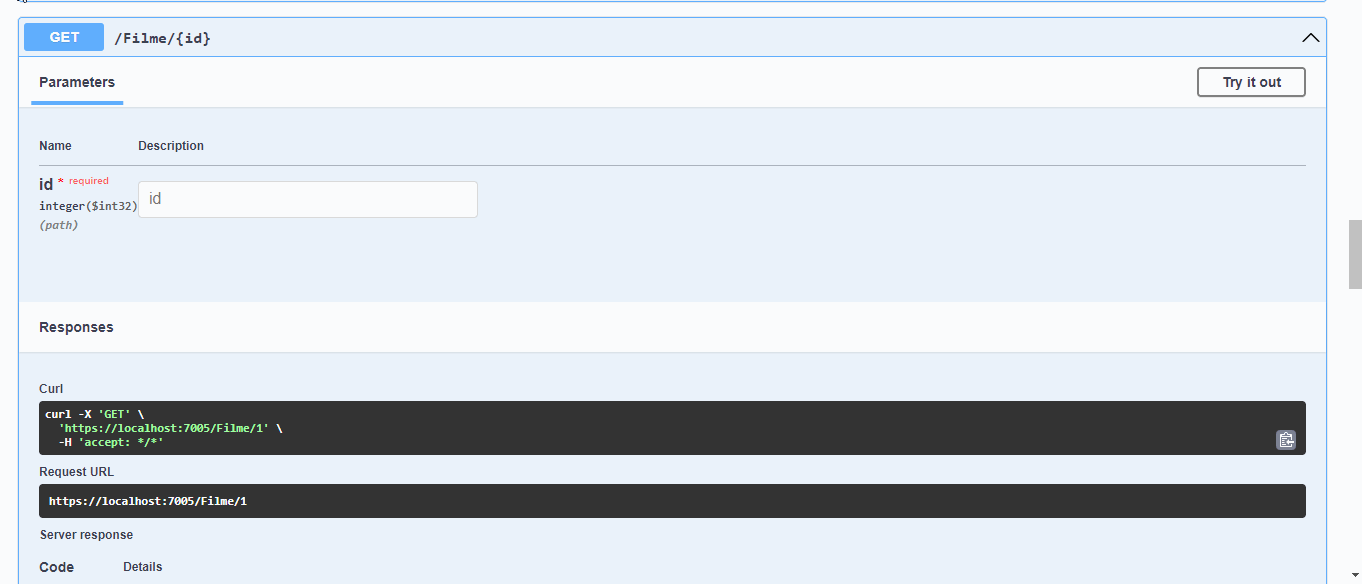 GET /Filme/{id}
Parameters
Try it out
Name Description
id * required
integer($int32)
(path)
id
Responses
Curl
curl -X 'GET' \
'https://localhost:7005/Filme/1' \
-H 'accept: */*'
Request URL
https://localhost:7005/Filme/1
Server response
Code Details